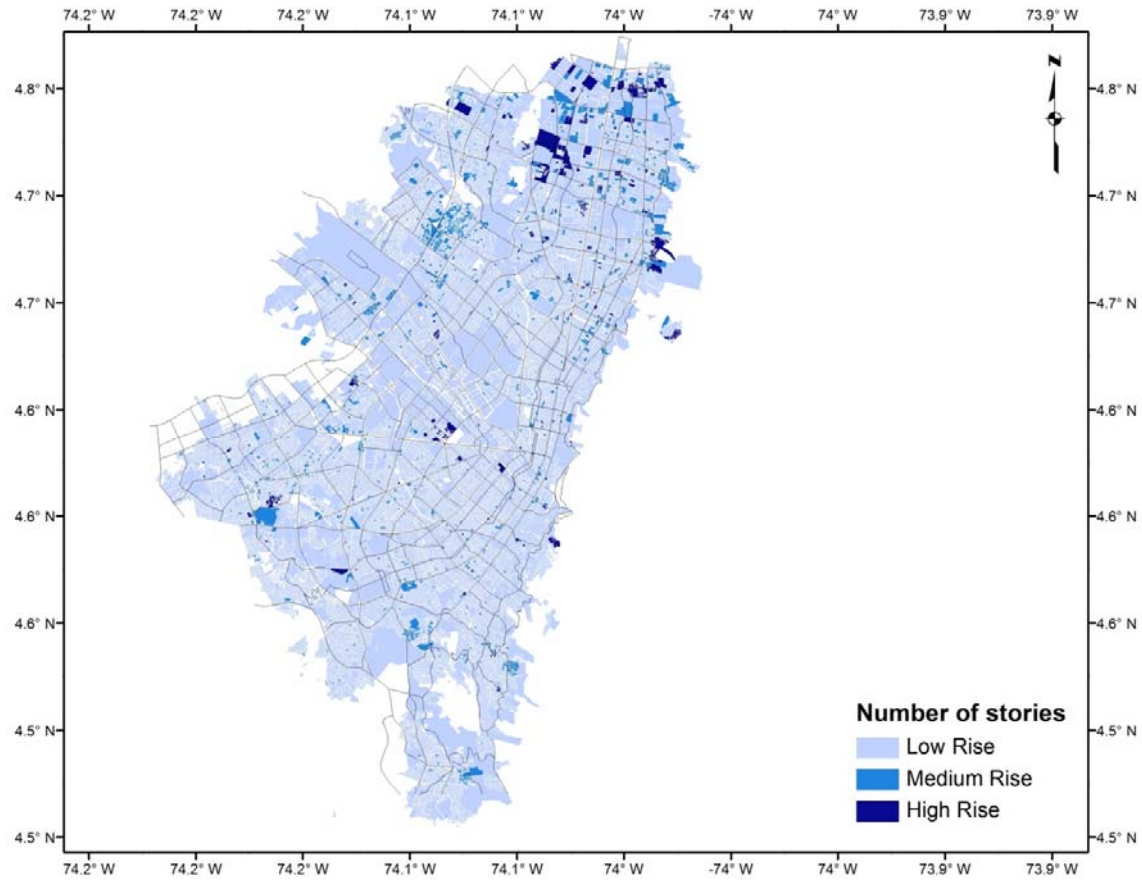 74.2° W 74.2° W 74.2° W 74.1° W 74.1° W 74° W -74° W 74° W 73.9° W 73.9° W
N
4.8° N 4.8° N
4.7° N 4.7° N
4.7° N 4.7° N
4.6° N 4.6° N
4.6° N 4.6° N
4.6° N 4.6° N
Number of stories
4.5° N 4.5° N
Low Rise
Medium Rise
High Rise
4.5° N 4.5° N
74.2° W 74.2° W 74.2° W 74.1° W 74.1° W 74° W -74° W 74° W 73.9° W 73.9° W